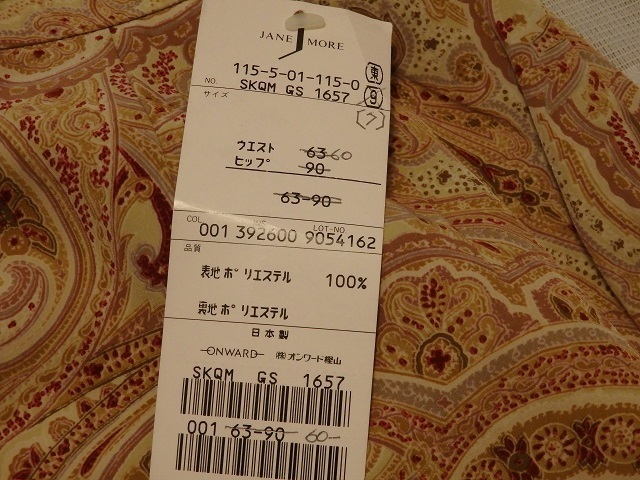 JANE MORE
115-5-01-115-0 東
NO. SKQM GS 1657 9
サイズ 7
ウエスト 63 60
ヒップ 90
63-90
COL. LOT-NO.
001 392600 9054162
品質
表地 ポリエステル 100%
裏地 ポリエステル
日本製
ONWARD ㈱オンワード樫山
SKQM GS 1657
001 63-90 60-